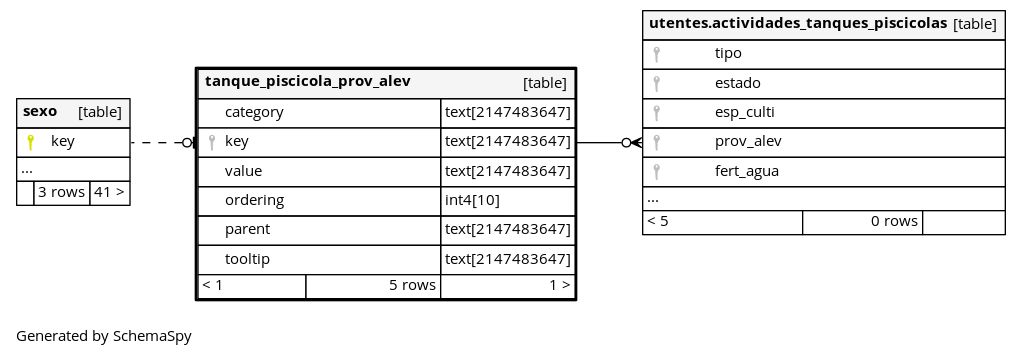 sexo [table]
key
...
3 rows 41 >
tanque_piscicola_prov_alev [table]
category text[2147483647]
key text[2147483647]
value text[2147483647]
ordering int4[10]
parent text[2147483647]
tooltip text[2147483647]
< 1 5 rows 1 >
utentes.actividades_tanques_piscicolas [table]
tipo
estado
esp_culti
prov_alev
fert_agua
...
< 5 0 rows
Generated by SchemaSpy